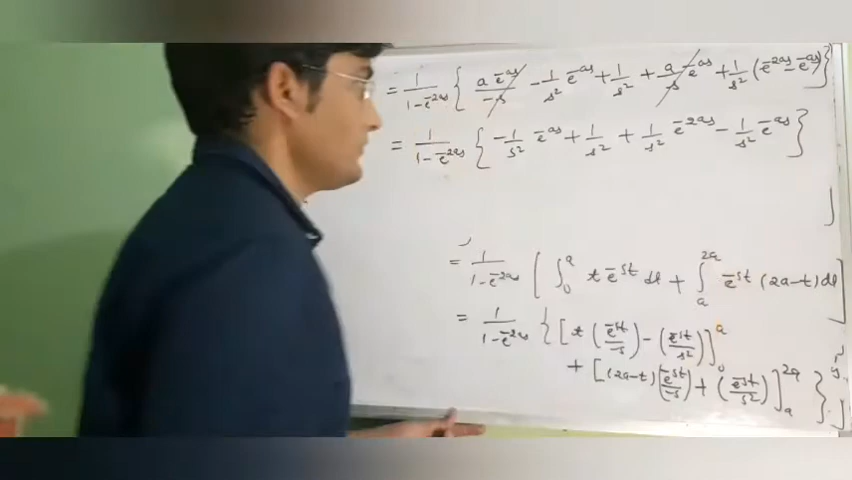 = 1/(1-e^{-2as}) { a e^{-as}/-s - 1/s² e^{-as} + 1/s² + a/s e^{-as} + 1/s² (e^{-2as} - e^{-as}) }
= 1/(1-e^{-2as}) { -1/s² e^{-as} + 1/s² + 1/s² e^{-2as} - 1/s² e^{-as} }
= 1/(1-e^{-2as}) [ ∫₀^a t e^{-st} dt + ∫_a^{2a} e^{-st} (2a-t) dt ]
= 1/(1-e^{-2as}) { [ t (e^{-st}/-s) - (e^{-st}/s²) ]₀^a
+ [ (2a-t) (e^{-st}/-s) + (e^{-st}/s²) ]_a^{2a} }